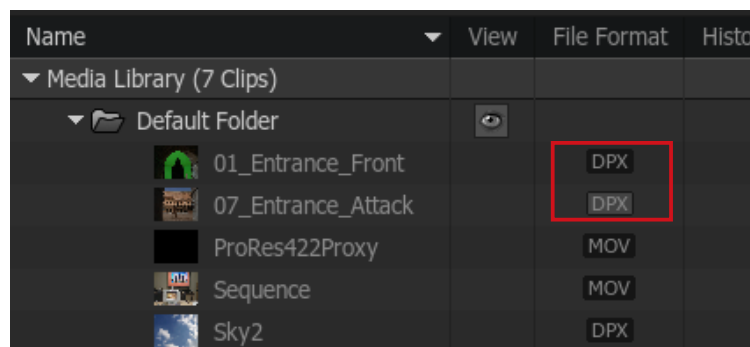 Name View File Format Histo
Media Library (7 Clips)
Default Folder
01_Entrance_Front DPX
07_Entrance_Attack DPX
ProRes422Proxy MOV
Sequence MOV
Sky2 DPX